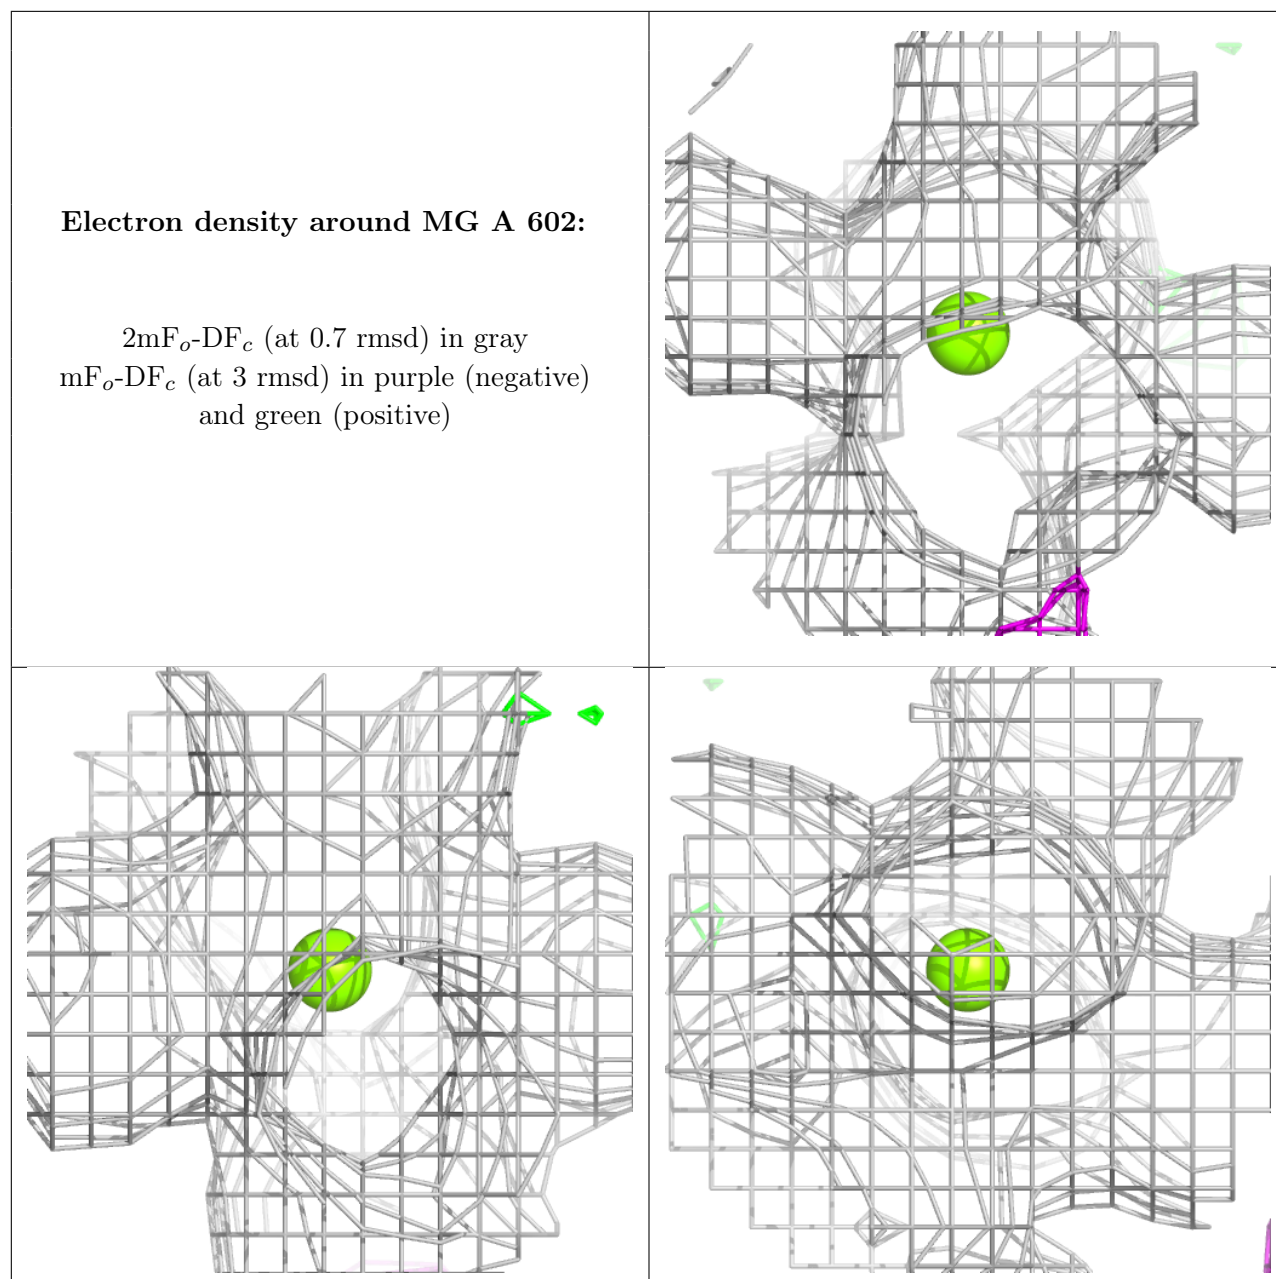 Electron density around MG A 602:
2mFo-DFc (at 0.7 rmsd) in gray
mFo-DFc (at 3 rmsd) in purple (negative)
and green (positive)